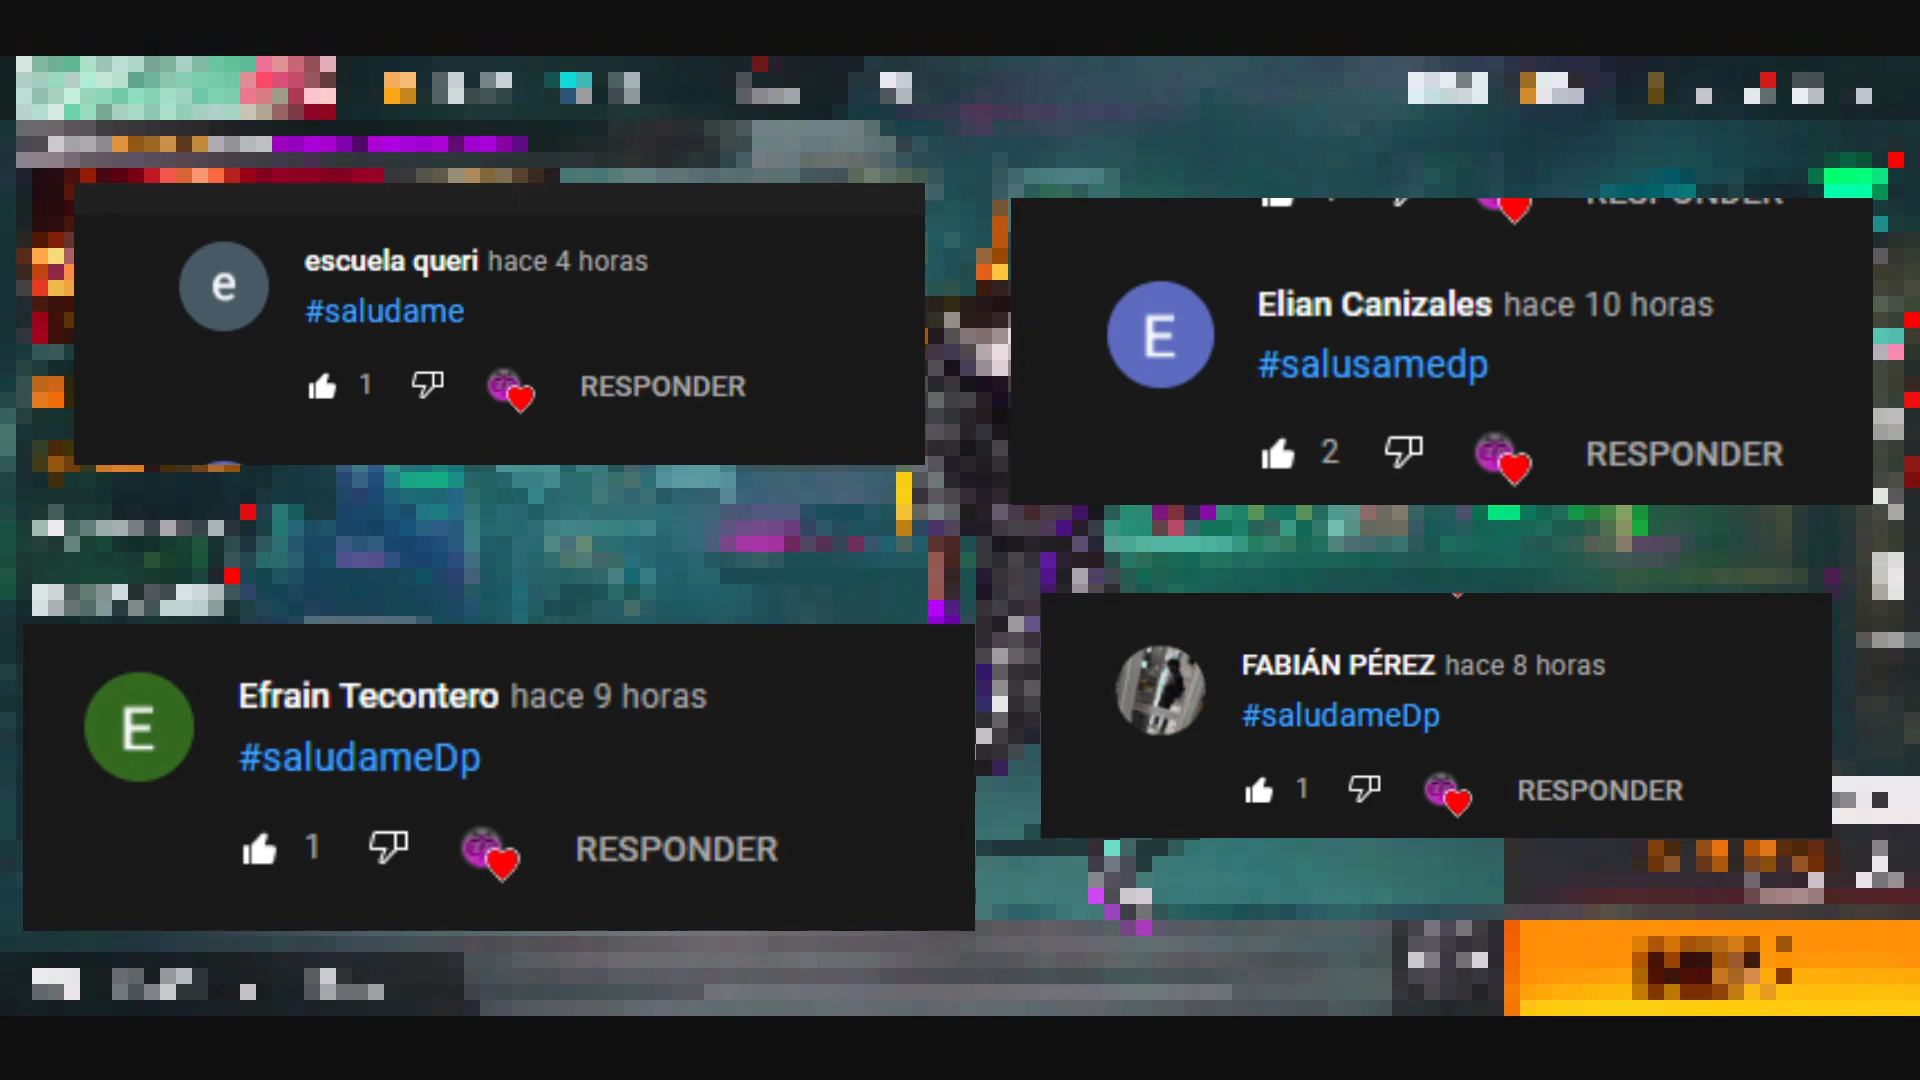 e
escuela queri hace 4 horas
#saludame
1
RESPONDER
RESPONDER
E
Elian Canizales hace 10 horas
#salusamedp
2
RESPONDER
E
Efrain Tecontero hace 9 horas
#saludameDp
1
RESPONDER
FABIÁN PÉREZ hace 8 horas
#saludameDp
1
RESPONDER